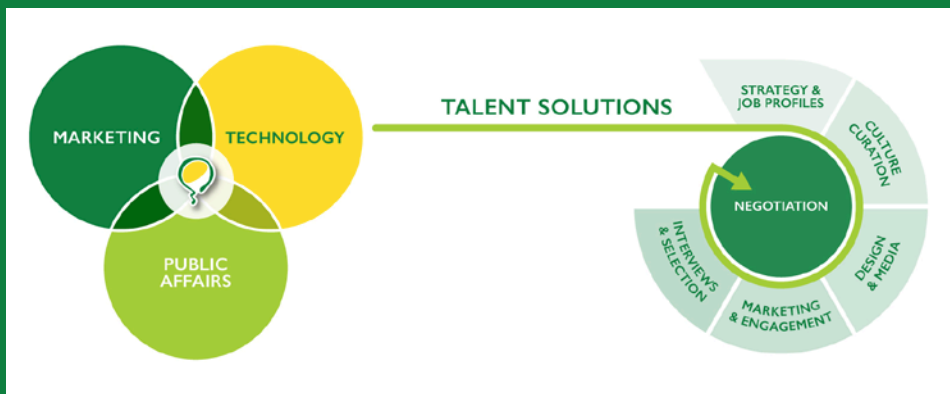 MARKETING
TECHNOLOGY
PUBLIC
AFFAIRS
TALENT SOLUTIONS
STRATEGY &
JOB PROFILES
CULTURE
CURATION
DESIGN
& MEDIA
MARKETING
& ENGAGEMENT
INTERVIEWS
& SELECTION
NEGOTIATION